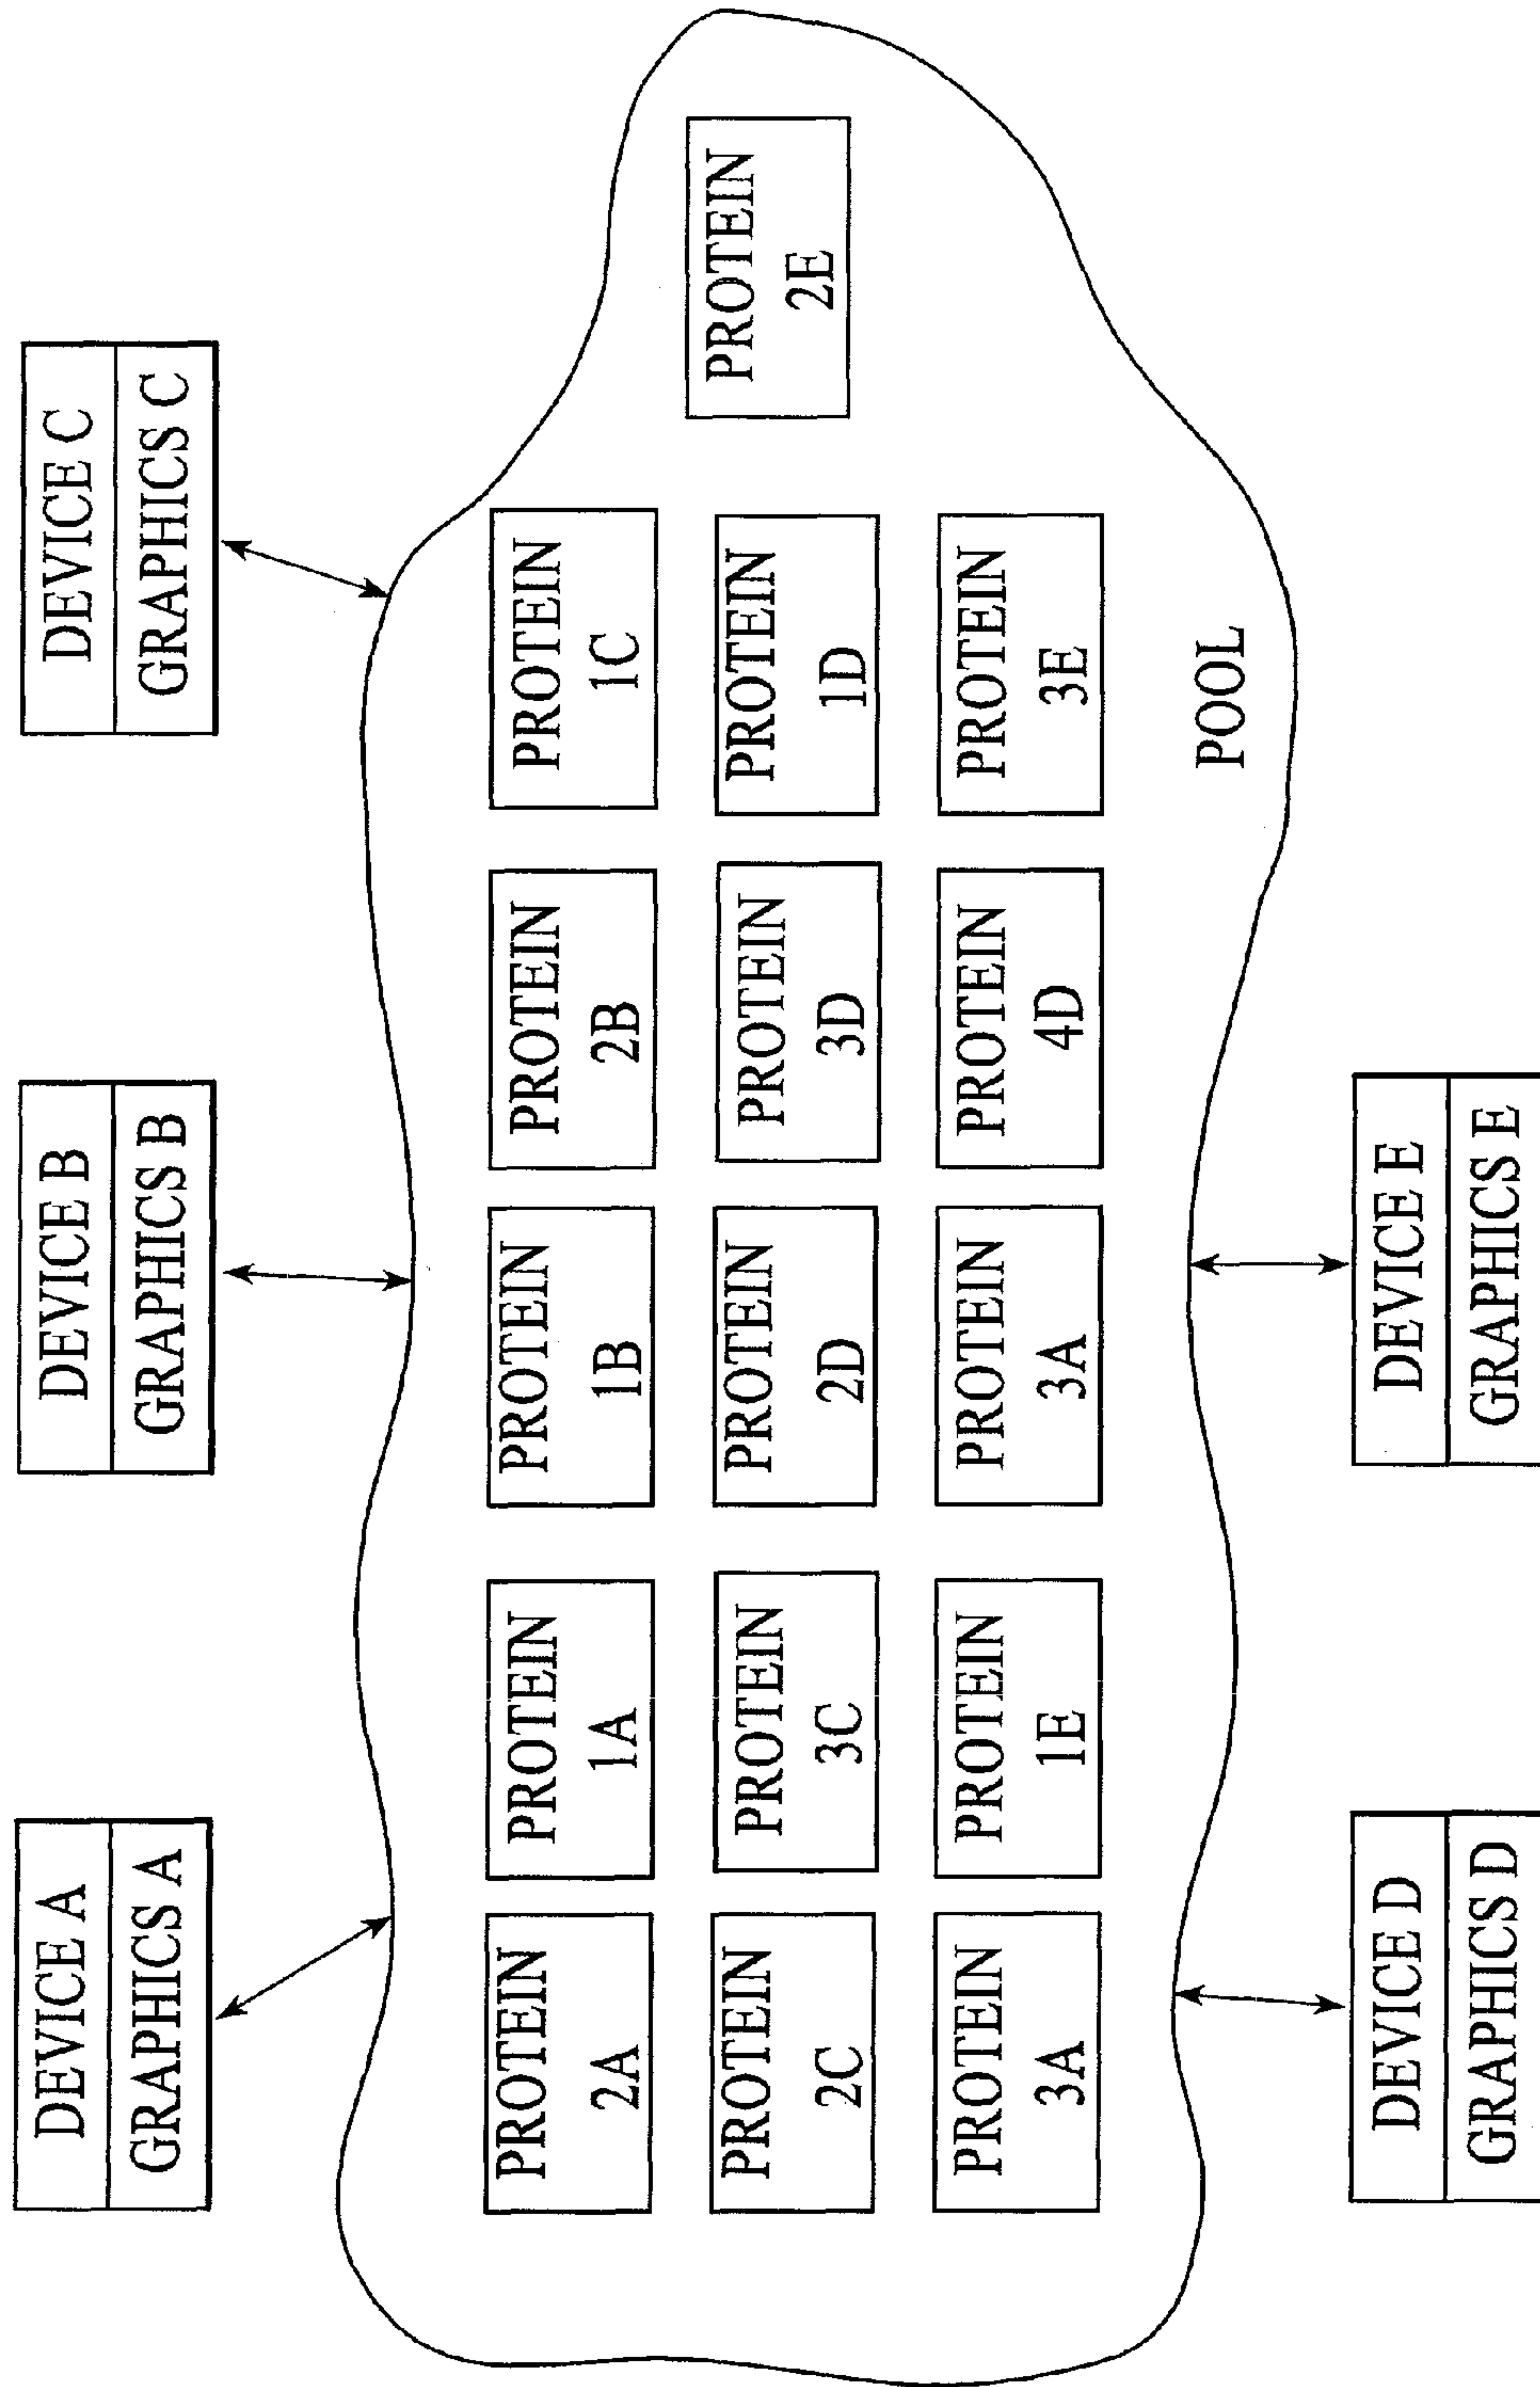 DEVICE A
GRAPHICS A
DEVICE B
GRAPHICS B
DEVICE C
GRAPHICS C
PROTEIN
2A
PROTEIN
1A
PROTEIN
1B
PROTEIN
2B
PROTEIN
1C
PROTEIN
2E
PROTEIN
2C
PROTEIN
3C
PROTEIN
2D
PROTEIN
3D
PROTEIN
1D
PROTEIN
3A
PROTEIN
1E
PROTEIN
3A
PROTEIN
4D
PROTEIN
3E
POOL
DEVICE D
GRAPHICS D
DEVICE E
GRAPHICS E